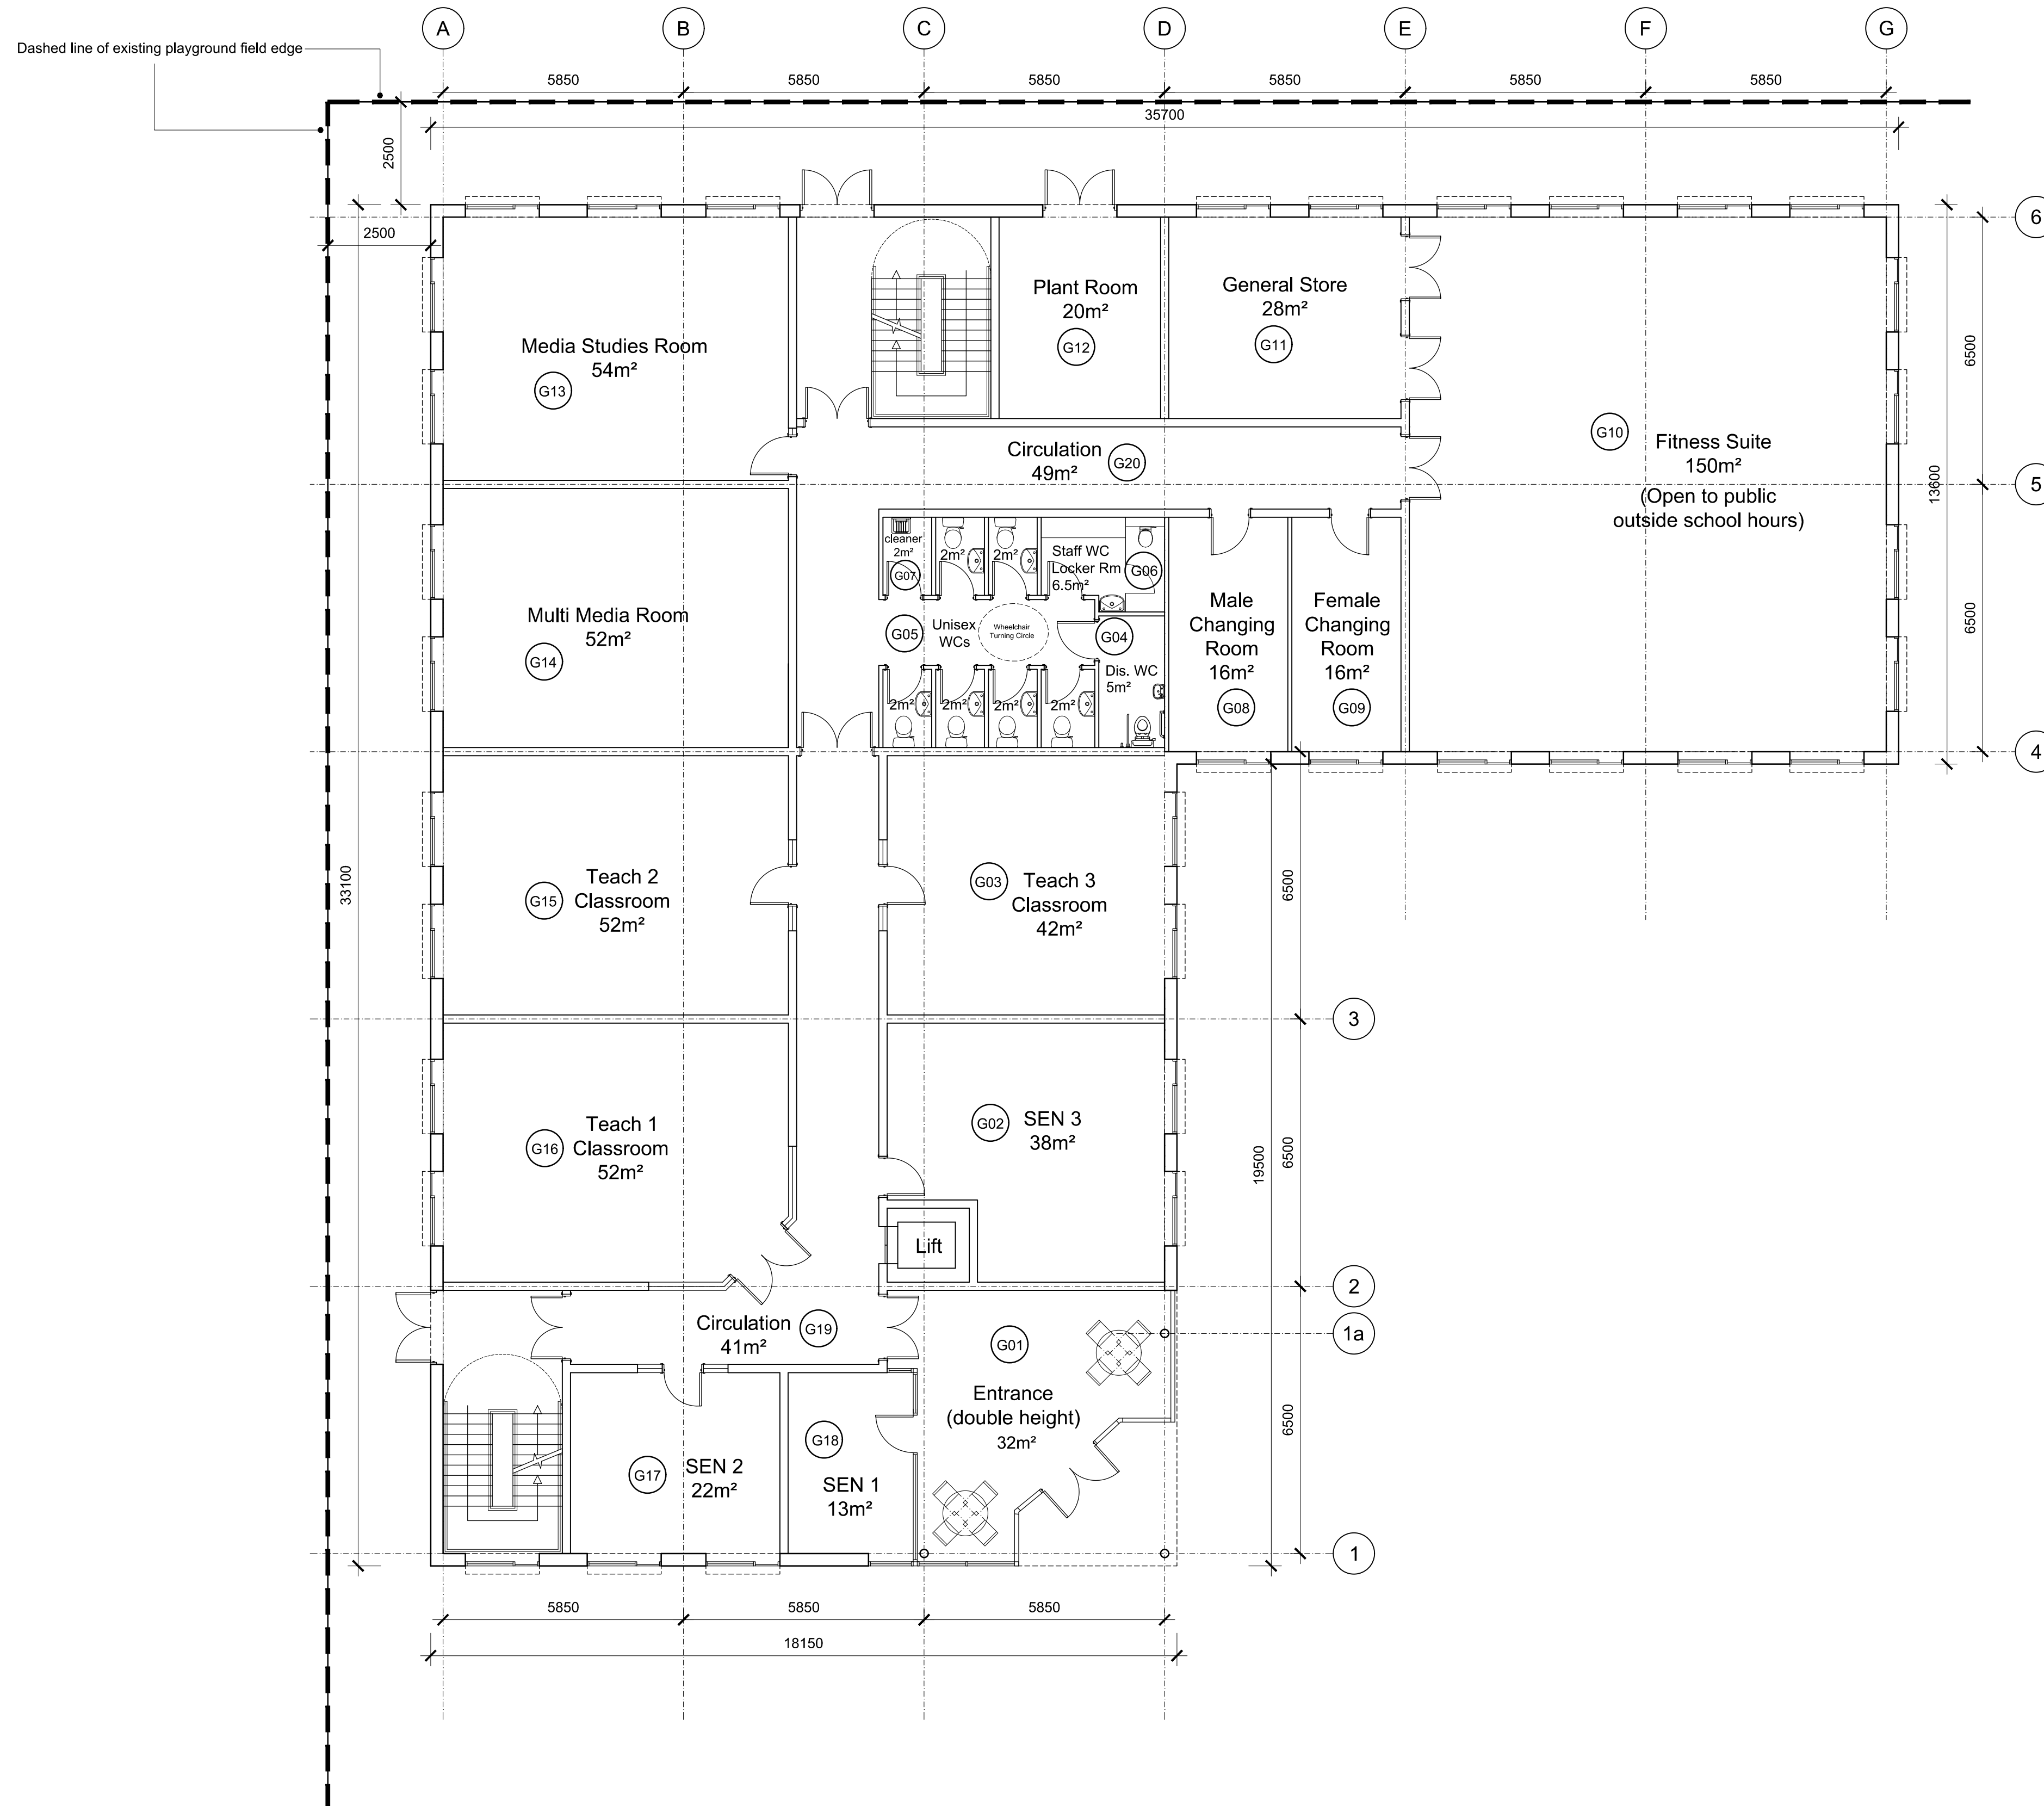 A
B
C
D
E
F
G
Dashed line of existing playground field edge
5850
5850
5850
5850
5850
5850
35700
2500
2500
6
Plant Room
20m²
G12
General Store
28m²
G11
Media Studies Room
54m²
G13
6500
G10
Fitness Suite
150m²
(Open to public
outside school hours)
Circulation
49m²
G20
5
13600
cleaner
2m²
G07
2m²
2m²
Staff WC
Locker Rm
6.5m²
G06
Multi Media Room
52m²
G14
G05
Unisex
WCs
Wheelchair
Turning Circle
G04
Dis. WC
5m²
2m²
2m²
2m²
2m²
Male
Changing
Room
16m²
G08
Female
Changing
Room
16m²
G09
6500
4
33100
Teach 2
Classroom
52m²
G15
G03
Teach 3
Classroom
42m²
6500
3
Teach 1
Classroom
52m²
G16
G02
SEN 3
38m²
19500
6500
Lift
2
Circulation
41m²
G19
G01
1a
Entrance
(double height)
32m²
G18
SEN 1
13m²
G17
SEN 2
22m²
6500
1
5850
5850
5850
18150